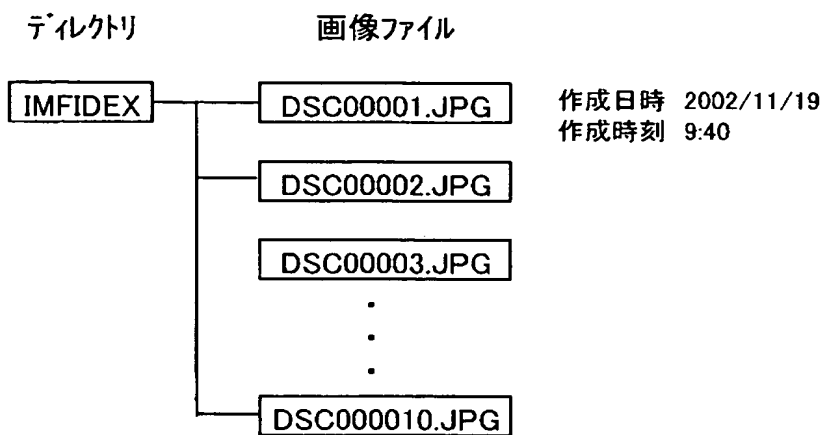 ディレクトリ 画像ファイル
IMFIDEX DSC00001.JPG 作成日時 2002/11/19
作成時刻 9:40
DSC00002.JPG
DSC00003.JPG
DSC000010.JPG